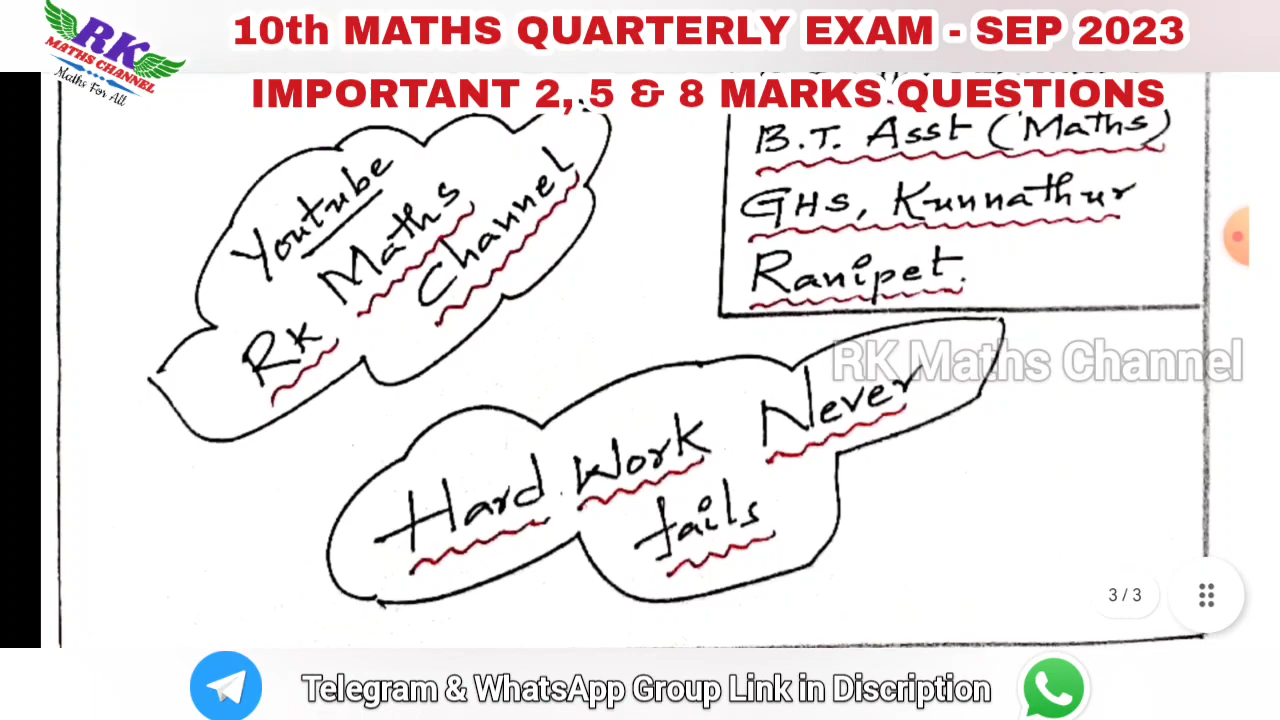 RK
MATHS CHANNEL
Maths For All
10th MATHS QUARTERLY EXAM - SEP 2023
IMPORTANT 2, 5 & 8 MARKS QUESTIONS
B.T. Asst (Maths)
GHS, Kunnathur
Ranipet.
Youtube
RK Maths Channel
RK Maths Channel
Hard Work Never
fails
3 / 3
Telegram & WhatsApp Group Link in Discription